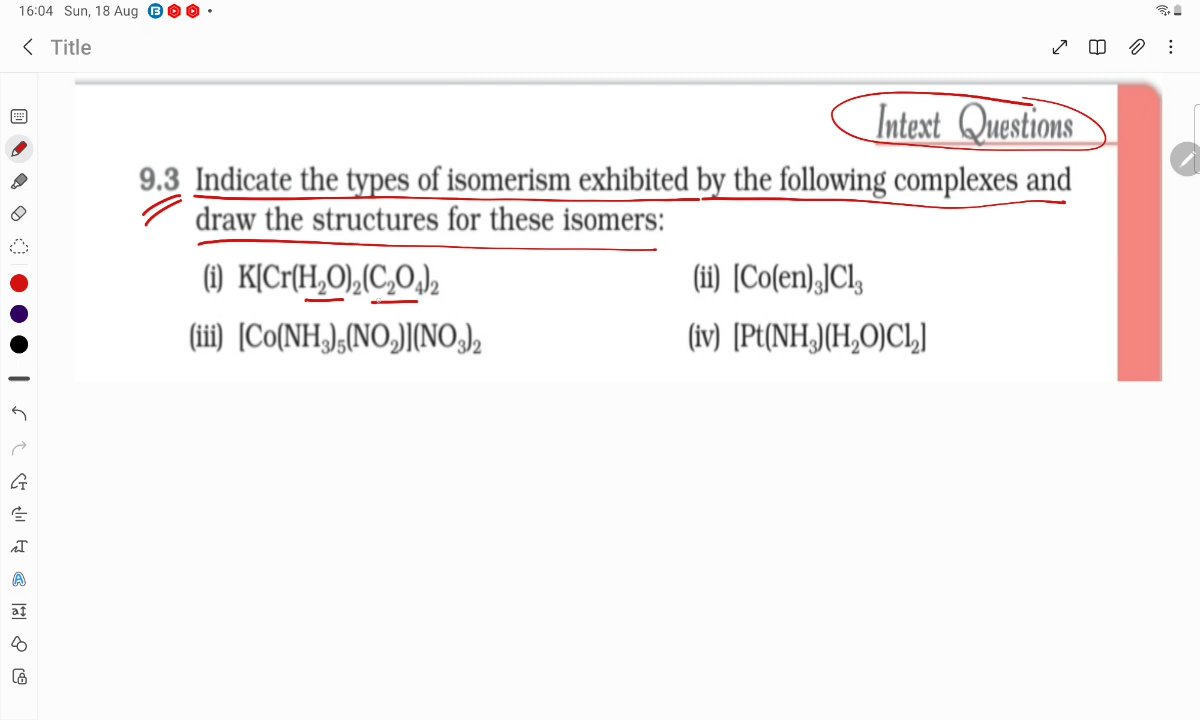 16:04 Sun, 18 Aug
Title
Intext Questions
9.3 Indicate the types of isomerism exhibited by the following complexes and
draw the structures for these isomers:
(i) K[Cr(H₂O)₂(C₂O₄)₂ (ii) [Co(en)₃]Cl₃
(iii) [Co(NH₃)₅(NO₂)](NO₃)₂ (iv) [Pt(NH₃)(H₂O)Cl₂]